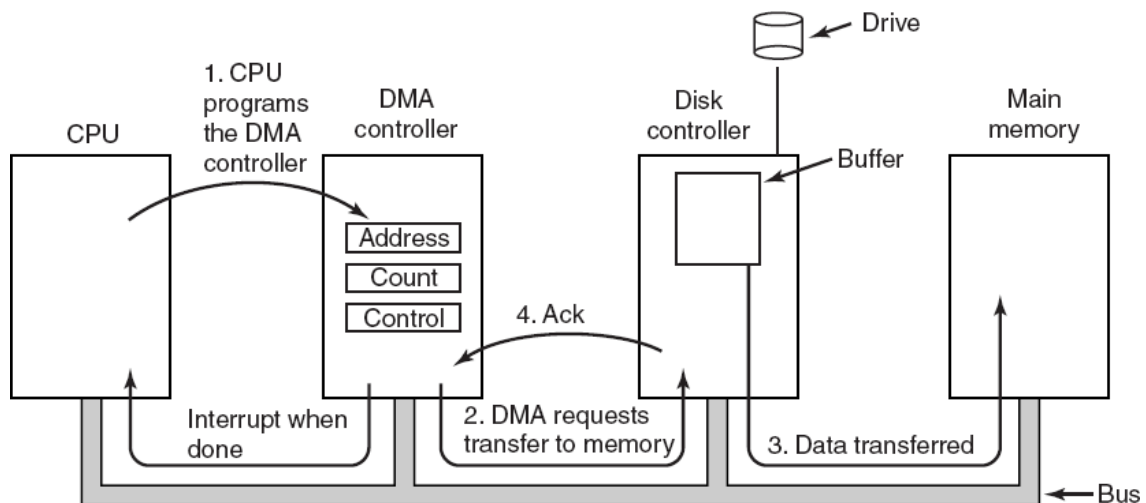 Drive
1. CPU
programs
the DMA
controller
DMA
controller
Disk
controller
Main
memory
CPU
Buffer
Address
Count
Control
4. Ack
Interrupt when
done
2. DMA requests
transfer to memory
3. Data transferred
Bus